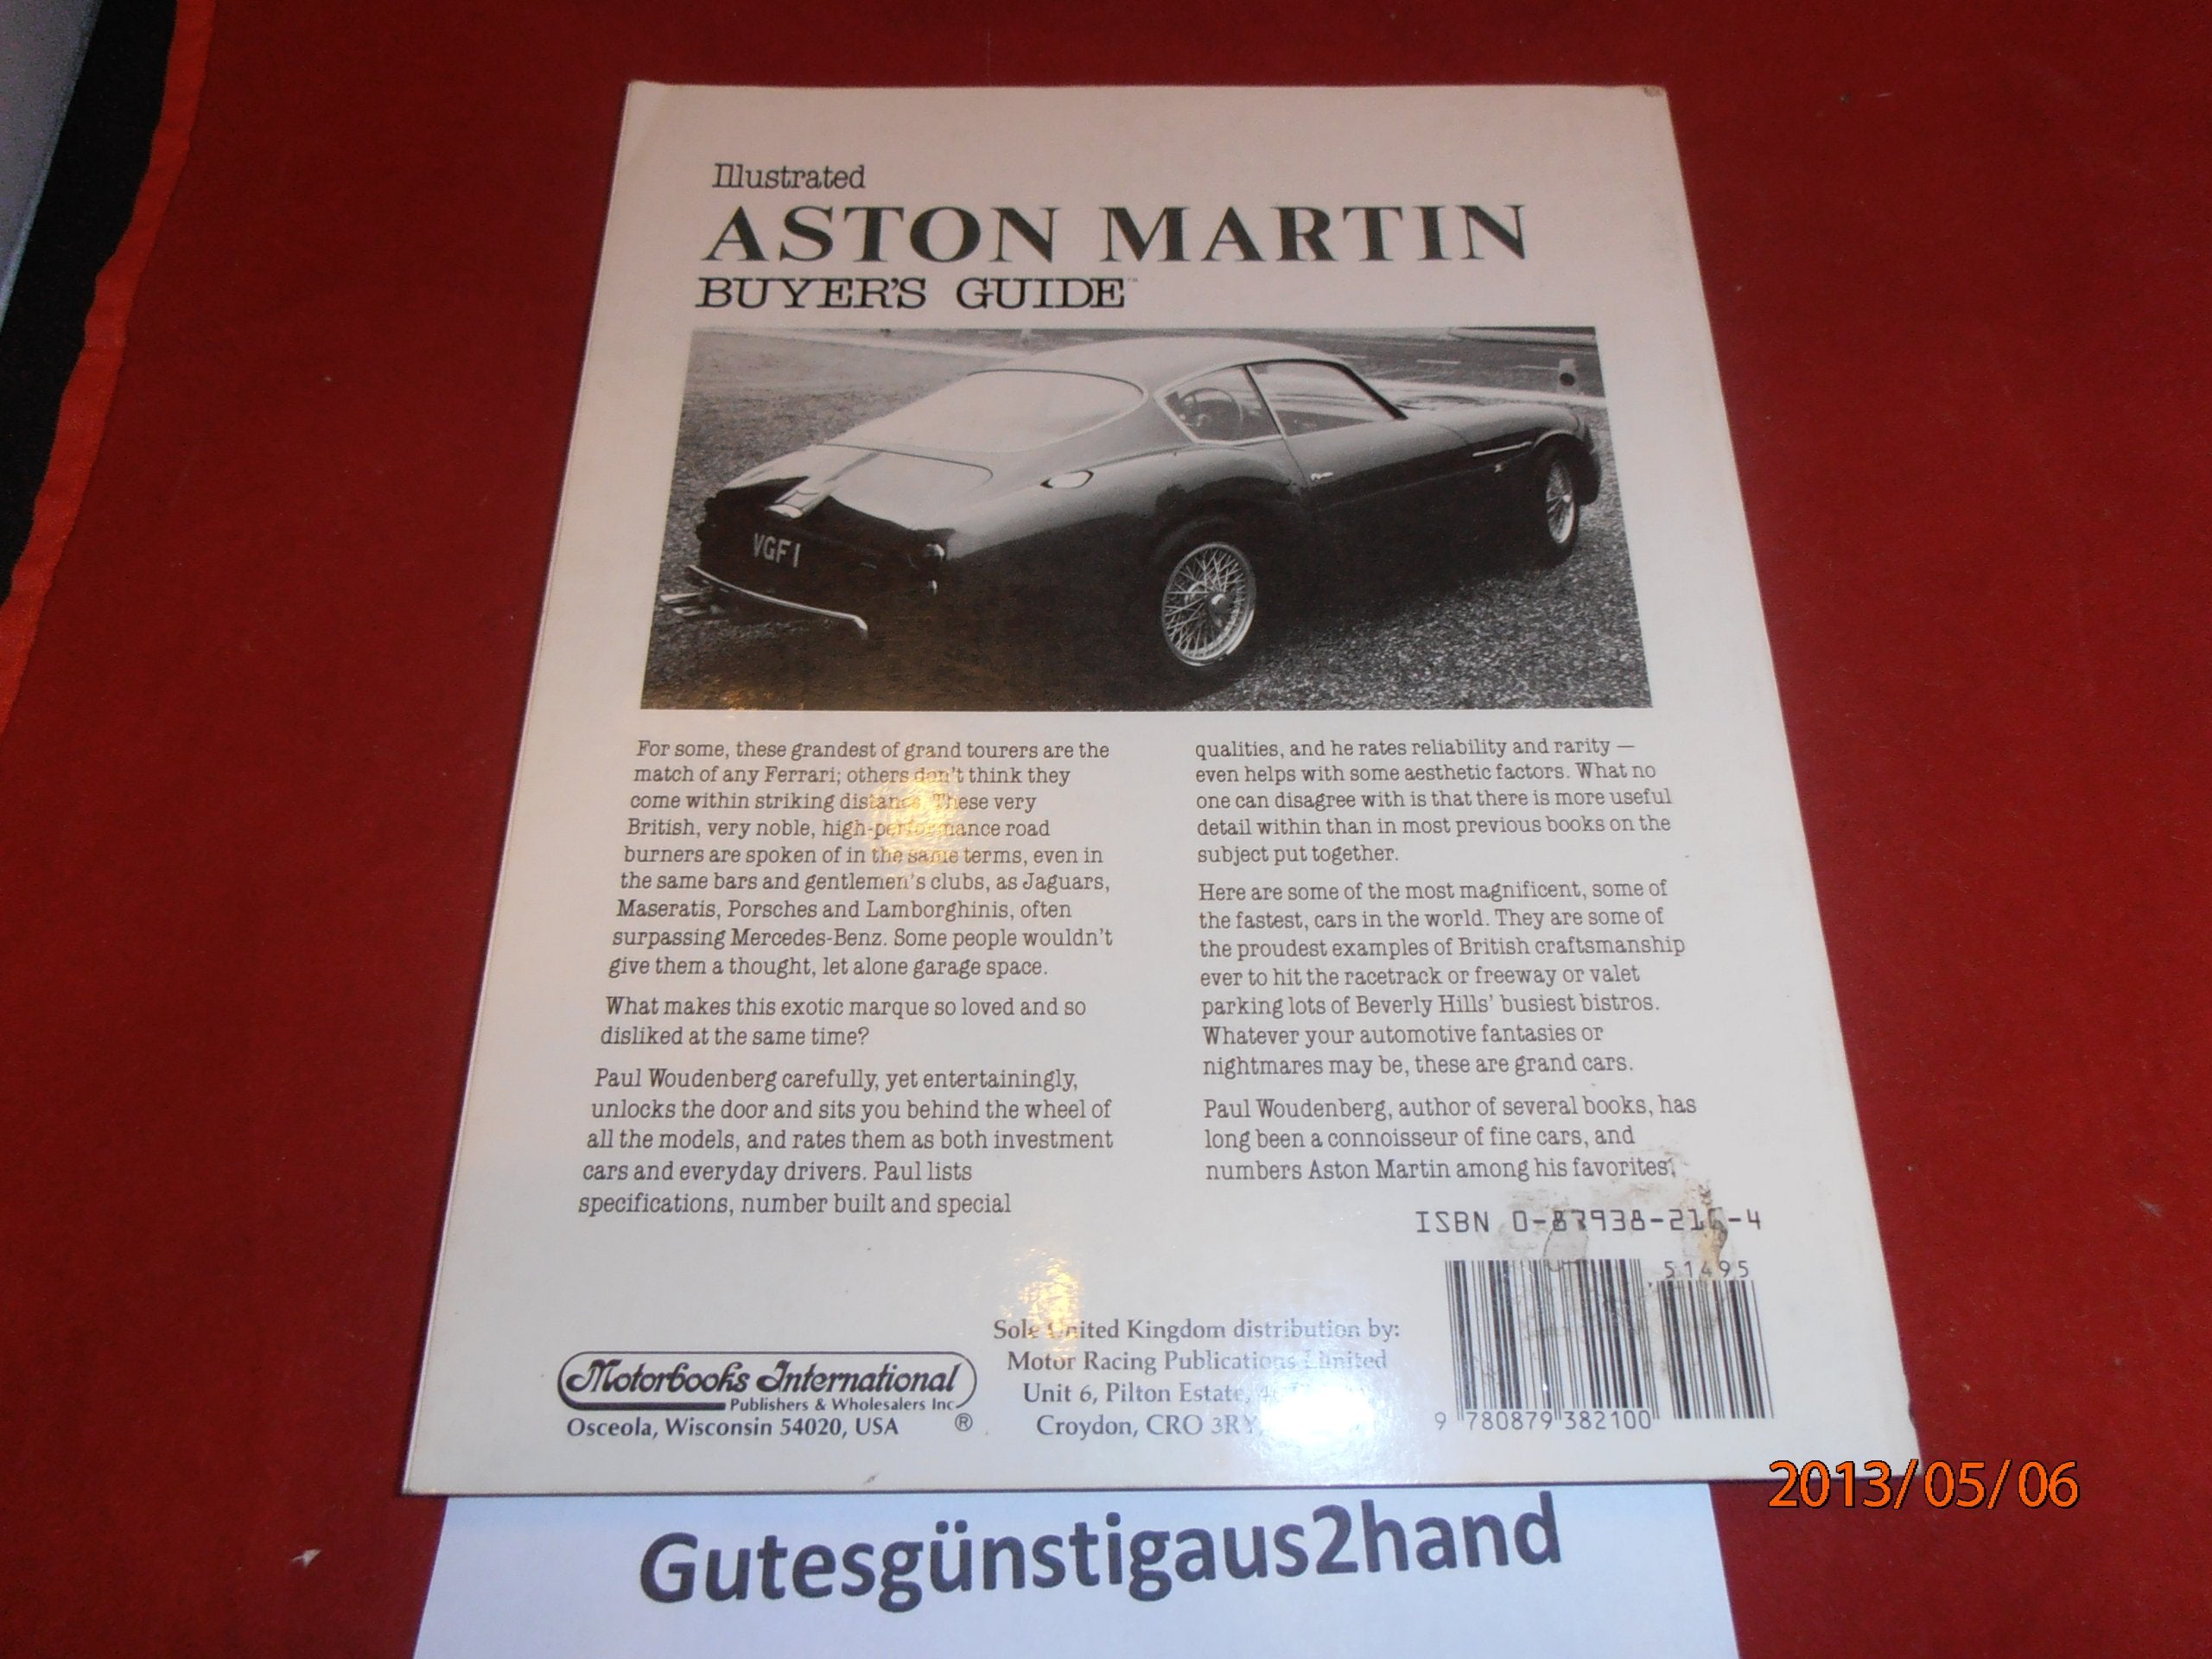 Illustrated
ASTON MARTIN
BUYER'S GUIDE™
VGF1
For some, these grandest of grand tourers are the
match of any Ferrari; others don't think they
come within striking distance. These very
British, very noble, high-performance road
burners are spoken of in the same terms, even in
the same bars and gentlemen's clubs, as Jaguars,
Maseratis, Porsches and Lamborghinis, often
surpassing Mercedes-Benz. Some people wouldn't
give them a thought, let alone garage space.
What makes this exotic marque so loved and so
disliked at the same time?
Paul Woudenberg carefully, yet entertainingly,
unlocks the door and sits you behind the wheel of
all the models, and rates them as both investment
cars and everyday drivers. Paul lists
specifications, number built and special
qualities, and he rates reliability and rarity —
even helps with some aesthetic factors. What no
one can disagree with is that there is more useful
detail within than in most previous books on the
subject put together.
Here are some of the most magnificent, some of
the fastest, cars in the world. They are some of
the proudest examples of British craftsmanship
ever to hit the racetrack or freeway or valet
parking lots of Beverly Hills' busiest bistros.
Whatever your automotive fantasies or
nightmares may be, these are grand cars.
Paul Woudenberg, author of several books, has
long been a connoisseur of fine cars, and
numbers Aston Martin among his favorites.
ISBN
51495
9 780879 382100
Motorbooks International
Publishers & Wholesalers Inc
Osceola, Wisconsin 54020, USA ®
Sole United Kingdom distribution by:
Motor Racing Publications Limited
Unit 6, Pilton Estate,
Croydon, CRO 3RY,
2013/05/06
Gutesgünstigaus2hand